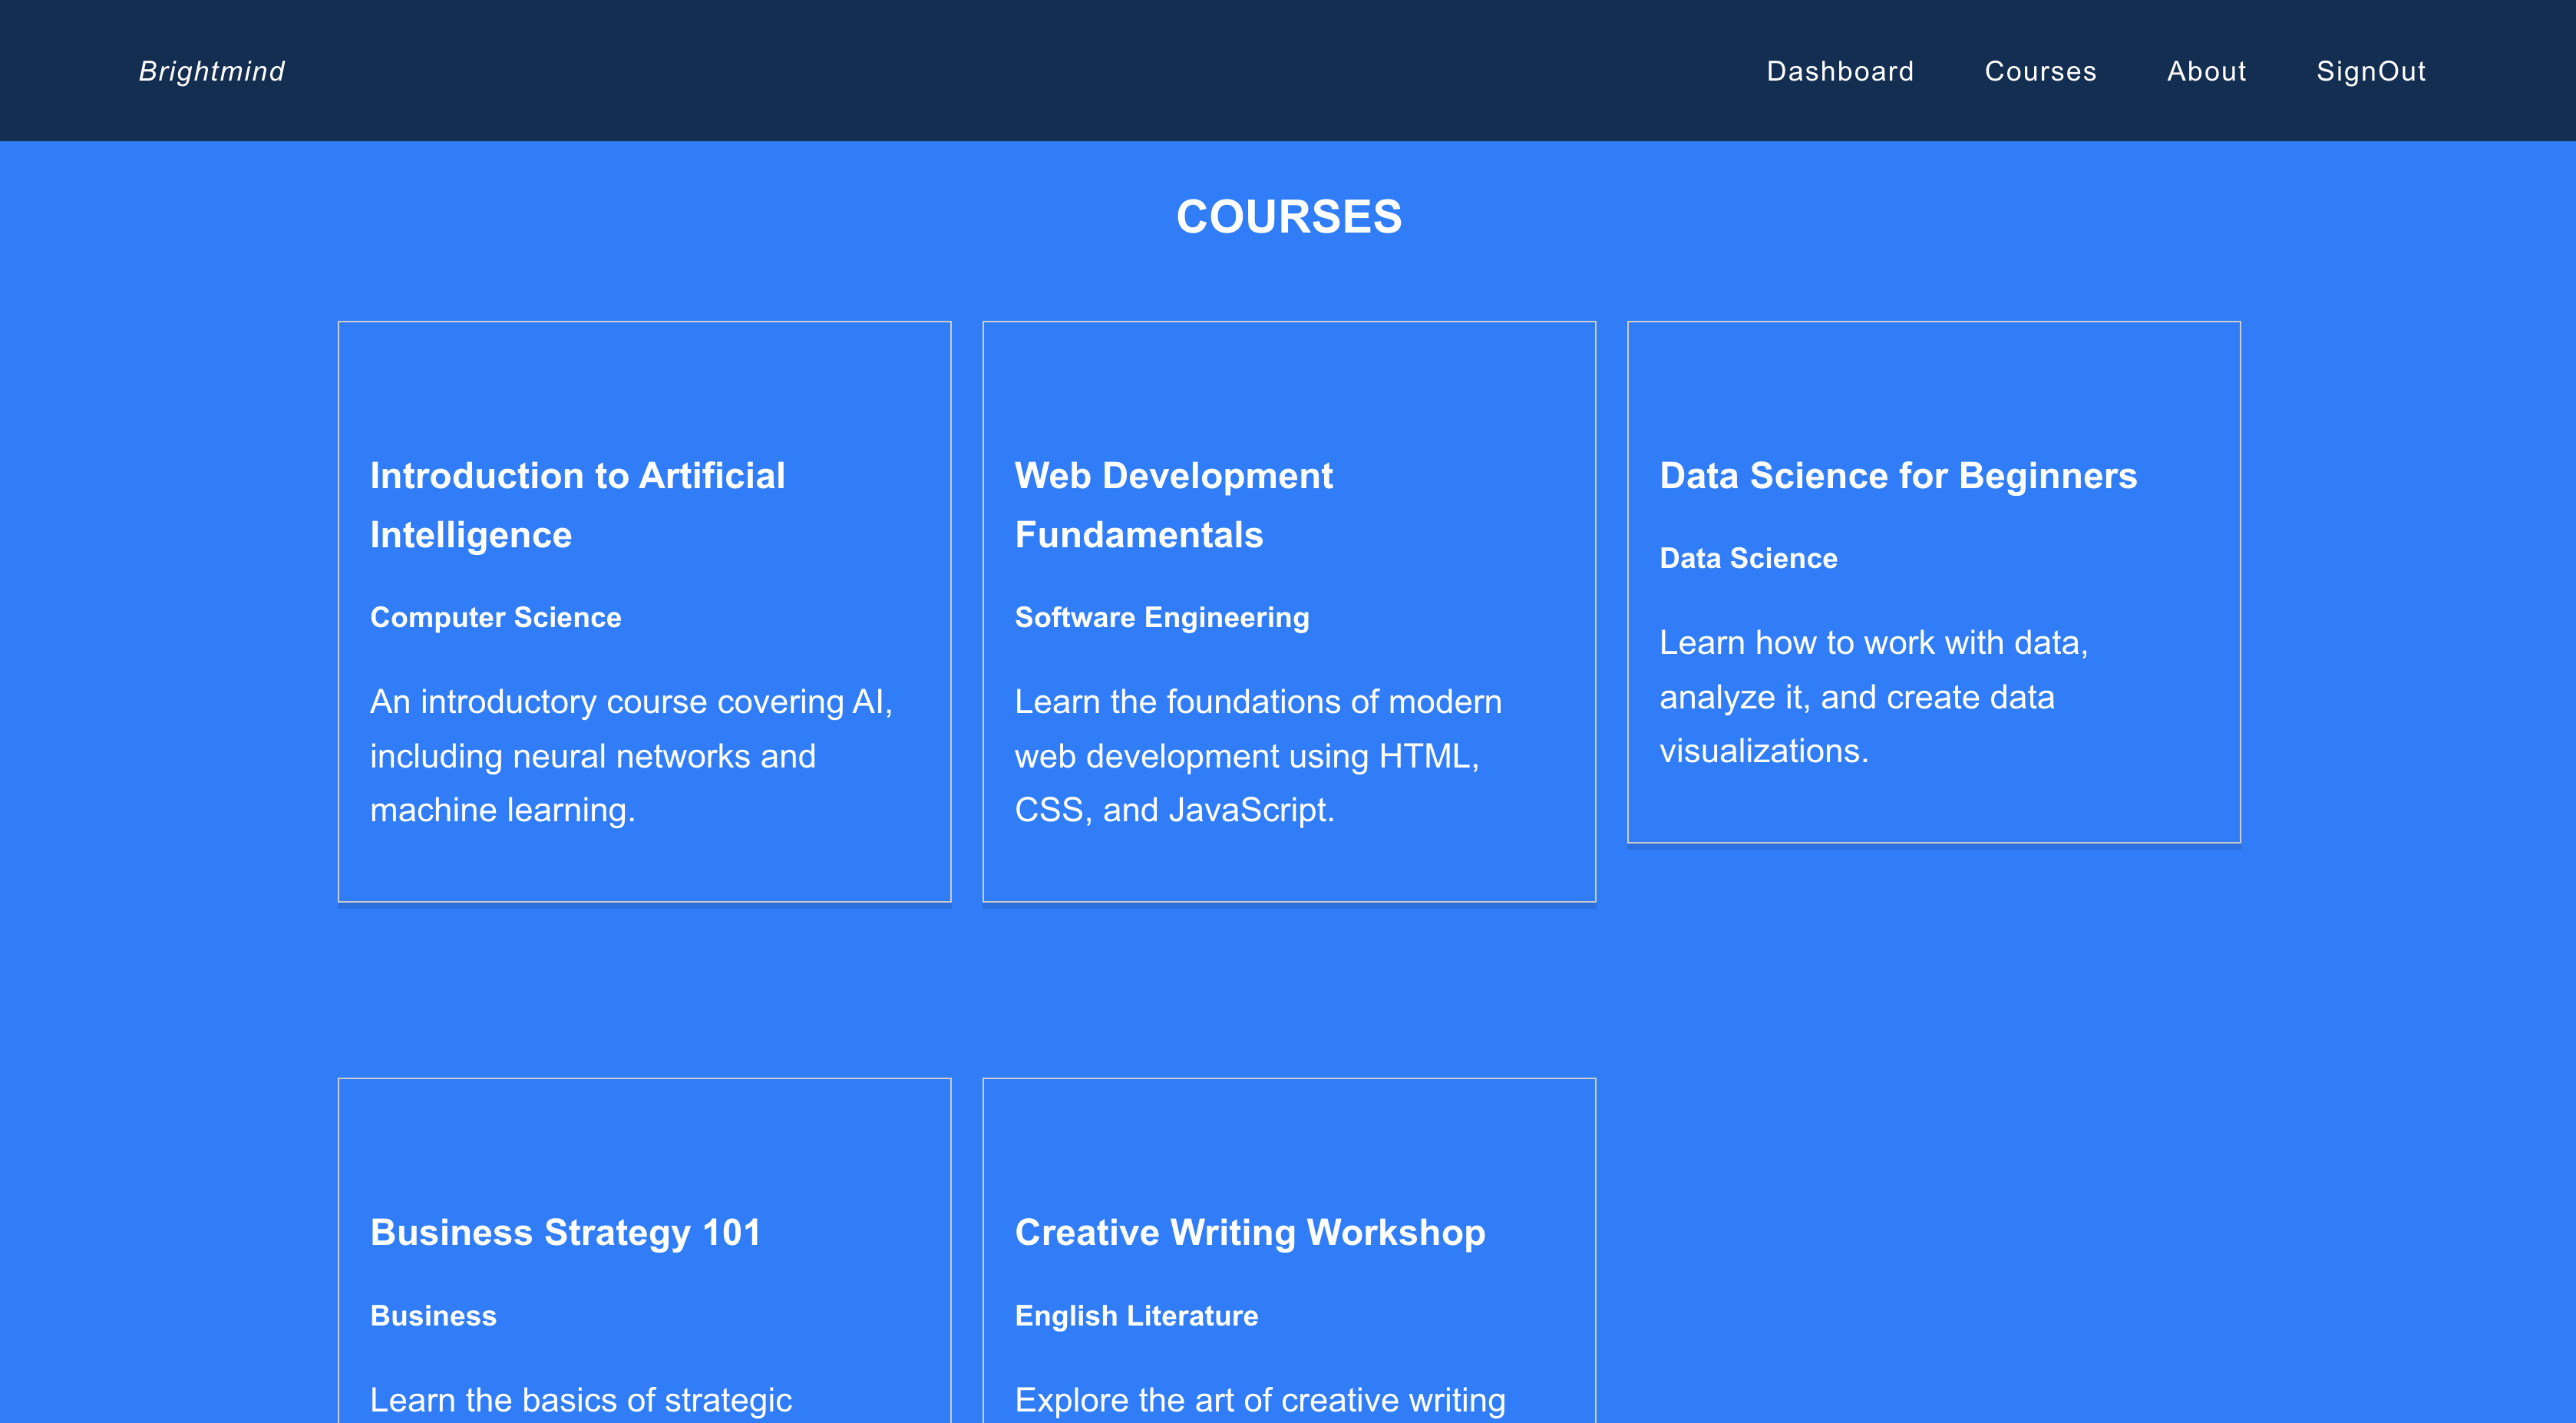 Brightmind
Dashboard
Courses
About
SignOut
COURSES
Introduction to Artificial
Intelligence
Computer Science
An introductory course covering AI,
including neural networks and
machine learning.
Web Development
Fundamentals
Software Engineering
Learn the foundations of modern
web development using HTML,
CSS, and JavaScript.
Data Science for Beginners
Data Science
Learn how to work with data,
analyze it, and create data
visualizations.
Business Strategy 101
Business
Learn the basics of strategic
Creative Writing Workshop
English Literature
Explore the art of creative writing